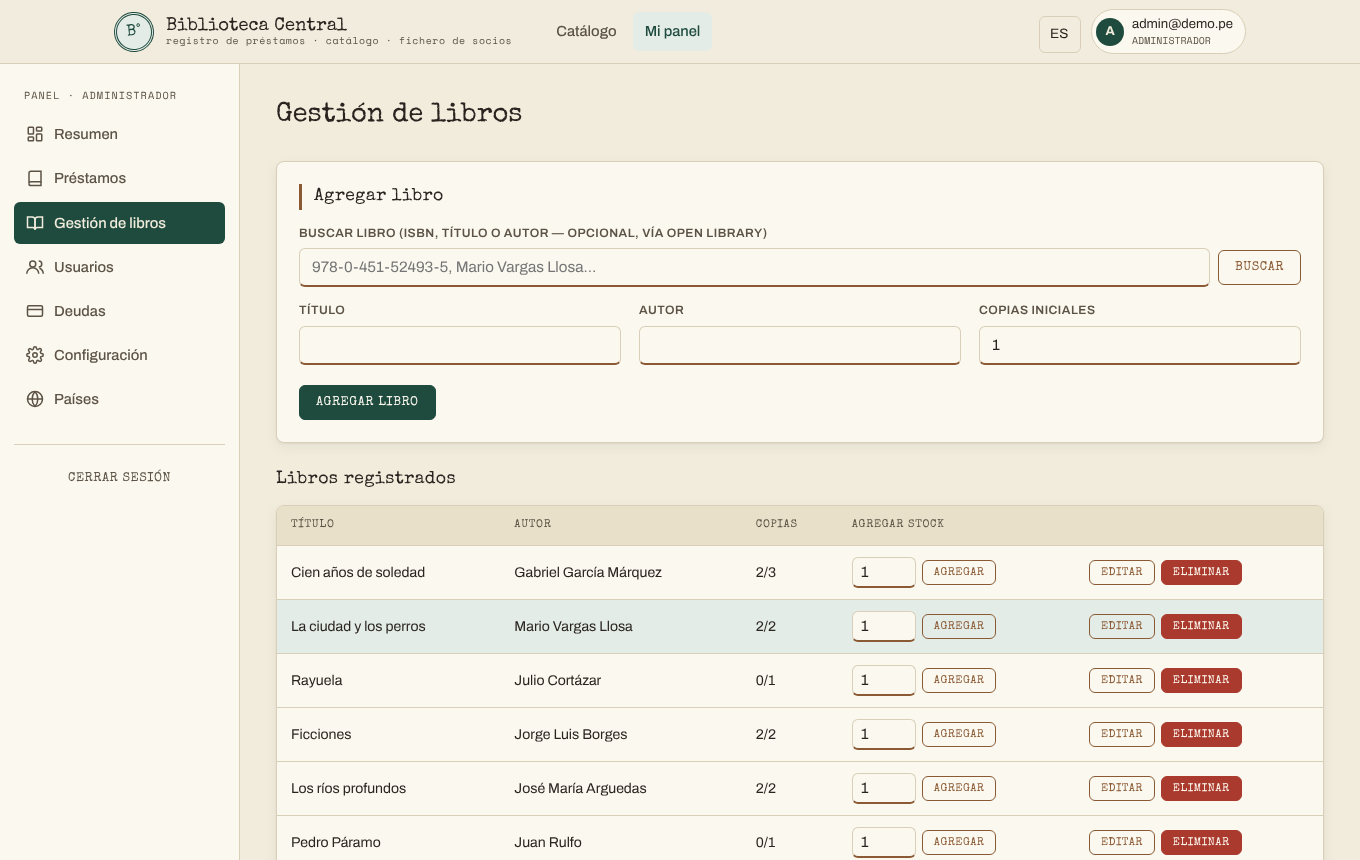 B°
Biblioteca Central
registro de préstamos · catálogo · fichero de socios
Catálogo
Mi panel
ES
A
admin@demo.pe
ADMINISTRADOR
PANEL · ADMINISTRADOR
Resumen
Préstamos
Gestión de libros
Usuarios
Deudas
Configuración
Países
CERRAR SESIÓN
Gestión de libros
Agregar libro
BUSCAR LIBRO (ISBN, TÍTULO O AUTOR — OPCIONAL, VÍA OPEN LIBRARY)
978-0-451-52493-5, Mario Vargas Llosa... BUSCAR
TÍTULO AUTOR COPIAS INICIALES
1
AGREGAR LIBRO
Libros registrados
TÍTULO AUTOR COPIAS AGREGAR STOCK
Cien años de soledad Gabriel García Márquez 2/3 1 AGREGAR EDITAR ELIMINAR
La ciudad y los perros Mario Vargas Llosa 2/2 1 AGREGAR EDITAR ELIMINAR
Rayuela Julio Cortázar 0/1 1 AGREGAR EDITAR ELIMINAR
Ficciones Jorge Luis Borges 2/2 1 AGREGAR EDITAR ELIMINAR
Los ríos profundos José María Arguedas 2/2 1 AGREGAR EDITAR ELIMINAR
Pedro Páramo Juan Rulfo 0/1 1 AGREGAR EDITAR ELIMINAR